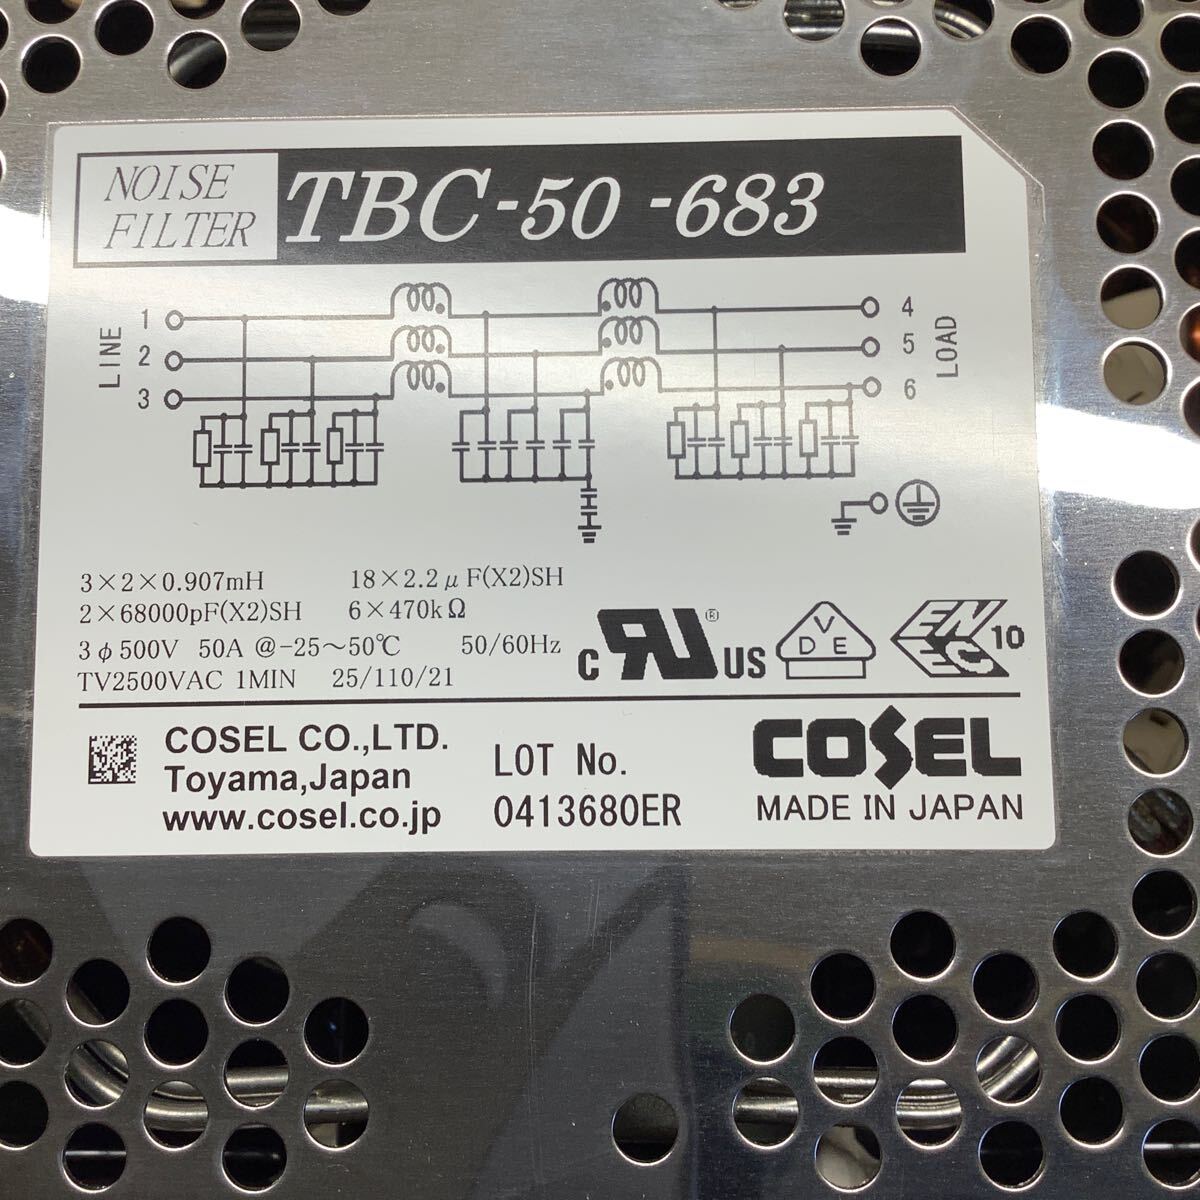 NOISE
FILTER
TBC-50 -683
LINE
1
2
3
4
5
6
LOAD
3×2×0.907mH 18×2.2μF(X2)SH
2×68000pF(X2)SH 6×470kΩ
3φ500V 50A @-25~50℃ 50/60Hz
TV2500VAC 1MIN 25/110/21
C RU ® US
V
D E
ENEC 10
COSEL CO.,LTD.
Toyama,Japan
www.cosel.co.jp
LOT No.
0413680ER
COSEL
MADE IN JAPAN